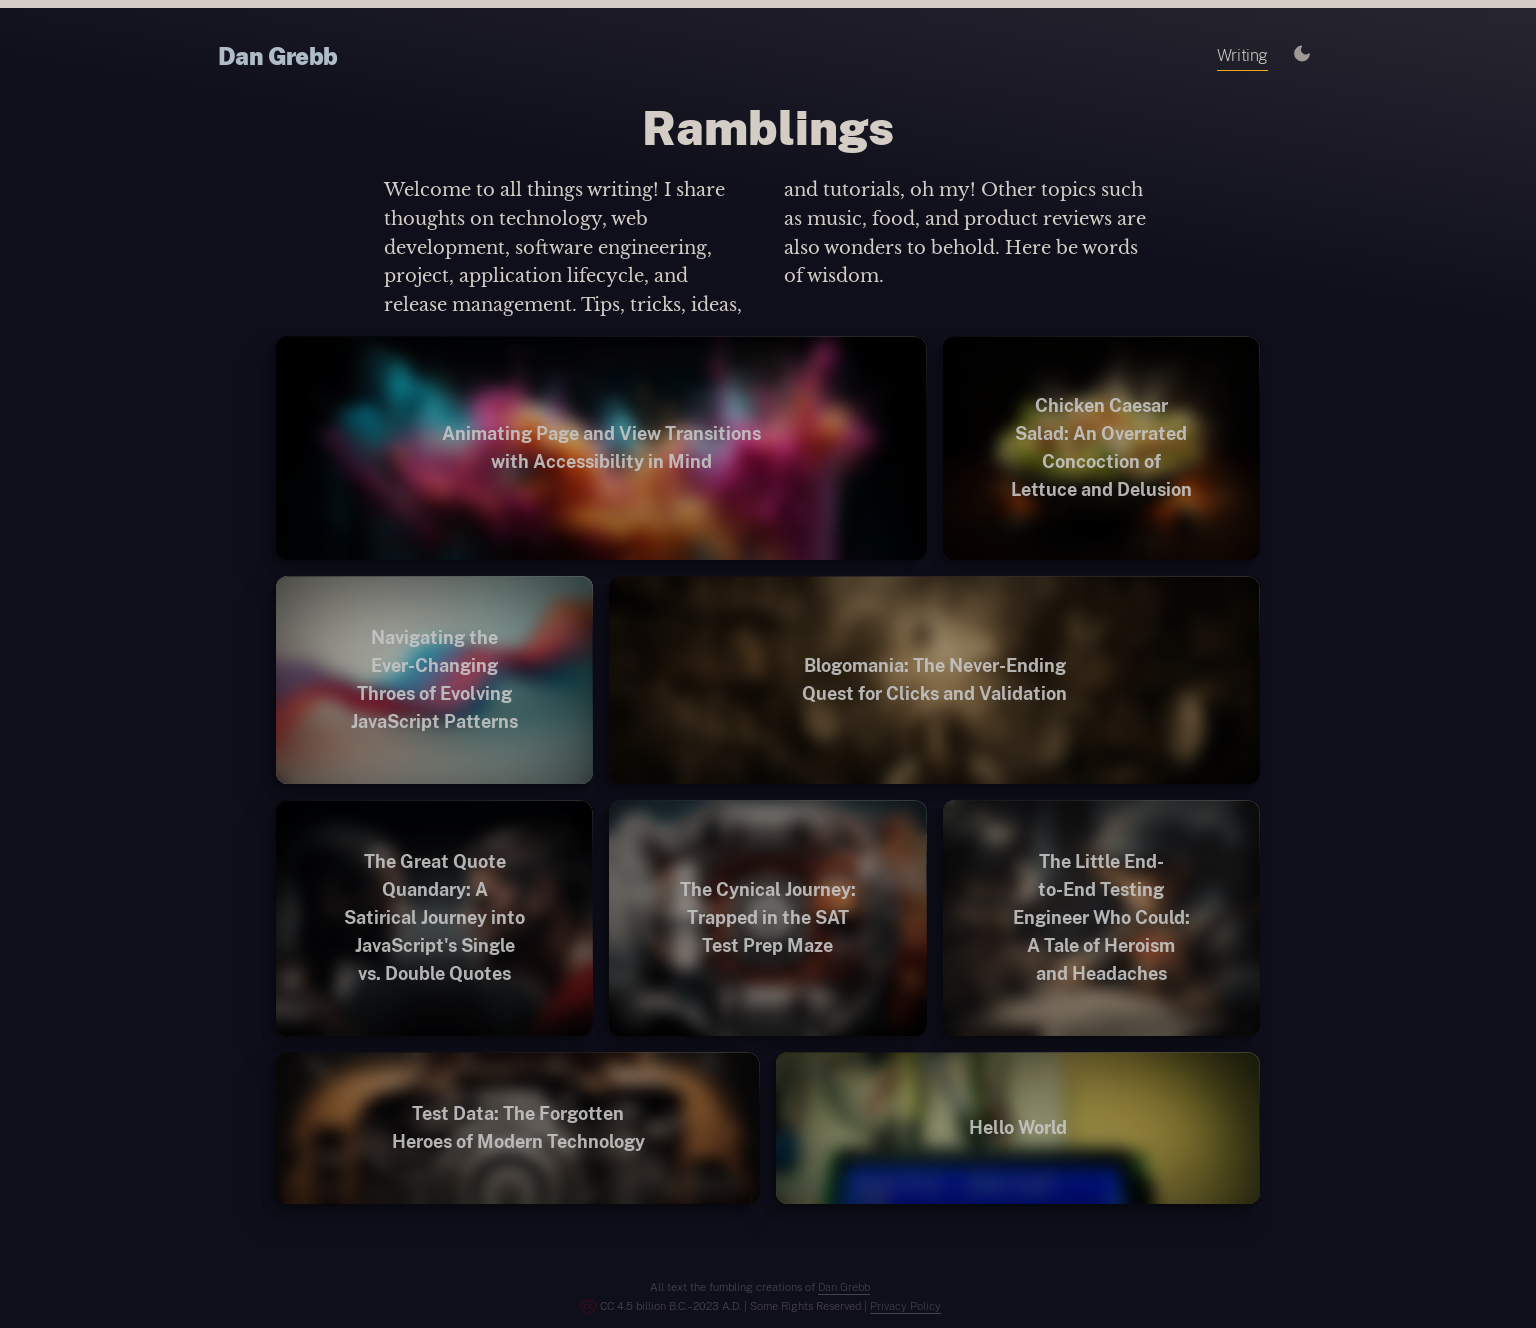 Dan Grebb
Writing
Ramblings
Welcome to all things writing! I share
thoughts on technology, web
development, software engineering,
project, application lifecycle, and
release management. Tips, tricks, ideas,
and tutorials, oh my! Other topics such
as music, food, and product reviews are
also wonders to behold. Here be words
of wisdom.
Animating Page and View Transitions
with Accessibility in Mind
Chicken Caesar
Salad: An Overrated
Concoction of
Lettuce and Delusion
Navigating the
Ever-Changing
Throes of Evolving
JavaScript Patterns
Blogomania: The Never-Ending
Quest for Clicks and Validation
The Great Quote
Quandary: A
Satirical Journey into
JavaScript's Single
vs. Double Quotes
The Cynical Journey:
Trapped in the SAT
Test Prep Maze
The Little End-
to-End Testing
Engineer Who Could:
A Tale of Heroism
and Headaches
Test Data: The Forgotten
Heroes of Modern Technology
Hello World
All text the fumbling creations of Dan Grebb
CC 4.5 billion B.C.–2023 A.D. | Some Rights Reserved | Privacy Policy